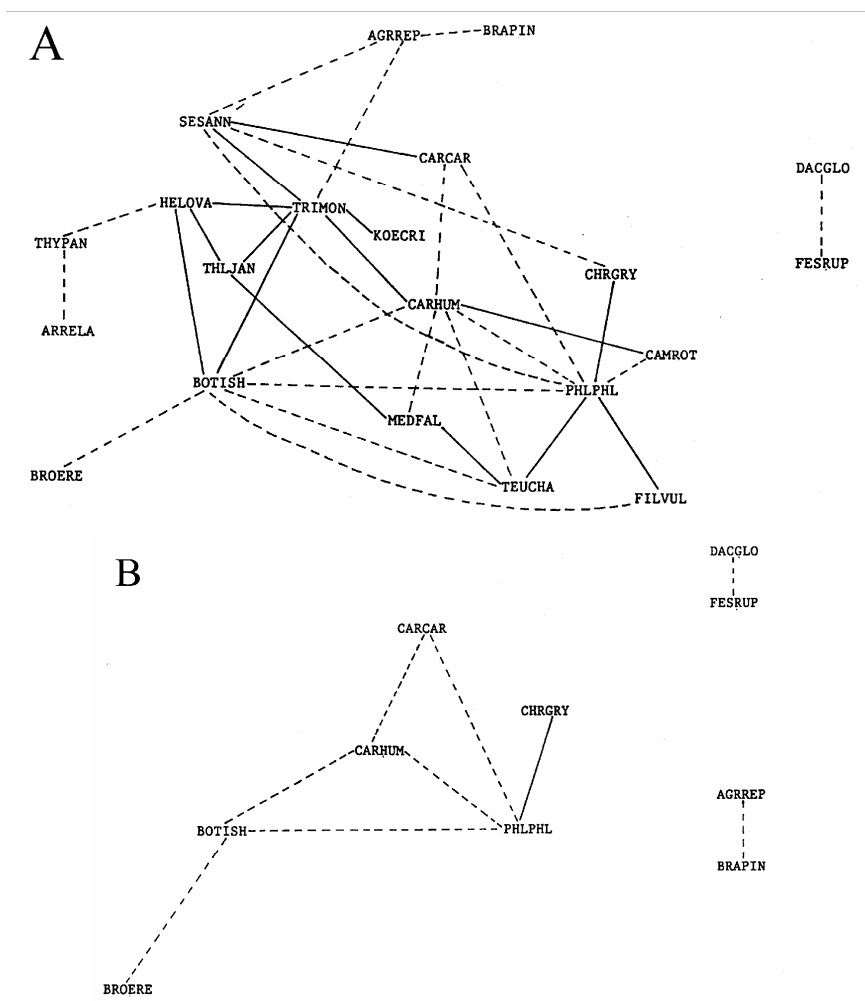 A
AGRREP
BRAPIN
SESANN
CARCAR
DACGLO
HELOVA
TRIMON
KOECRI
THYPAN
THLJAN
CHRGRY
FESRUP
CARHUM
ARRELA
CAMROT
BOTISH
PHLPHL
MEDFAL
BROERE
TEUCHA
FILVUL
B
DACGLO
FESRUP
CARCAR
CHRGRY
CARHUM
AGRREP
BOTISH
PHLPHL
BRAPIN
BROERE